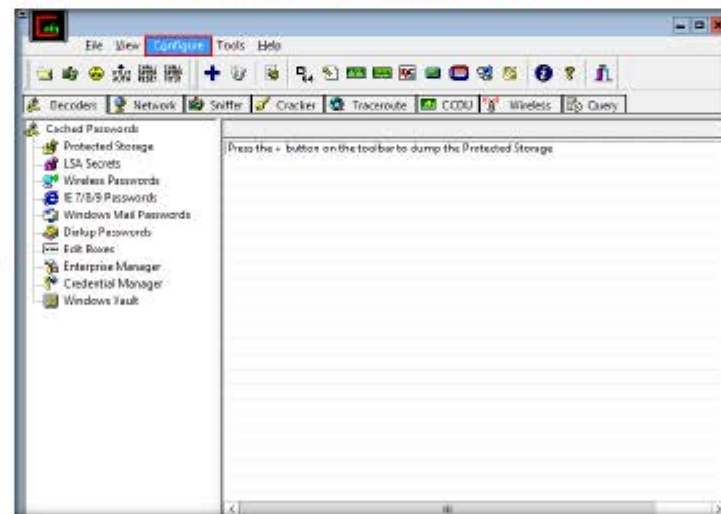 File View Configure Tools Help
Decoders Network Sniffer Cracker Traceroute CCDU Wireless Query
Cached Passwords
Press the + button on the toolbar to dump the Protected Storage
Protected Storage
LSA Secrets
Wireless Passwords
IE 7/8/9 Passwords
Windows Mail Passwords
Dialup Passwords
Edit Boxes
Enterprise Manager
Credential Manager
Windows Vault